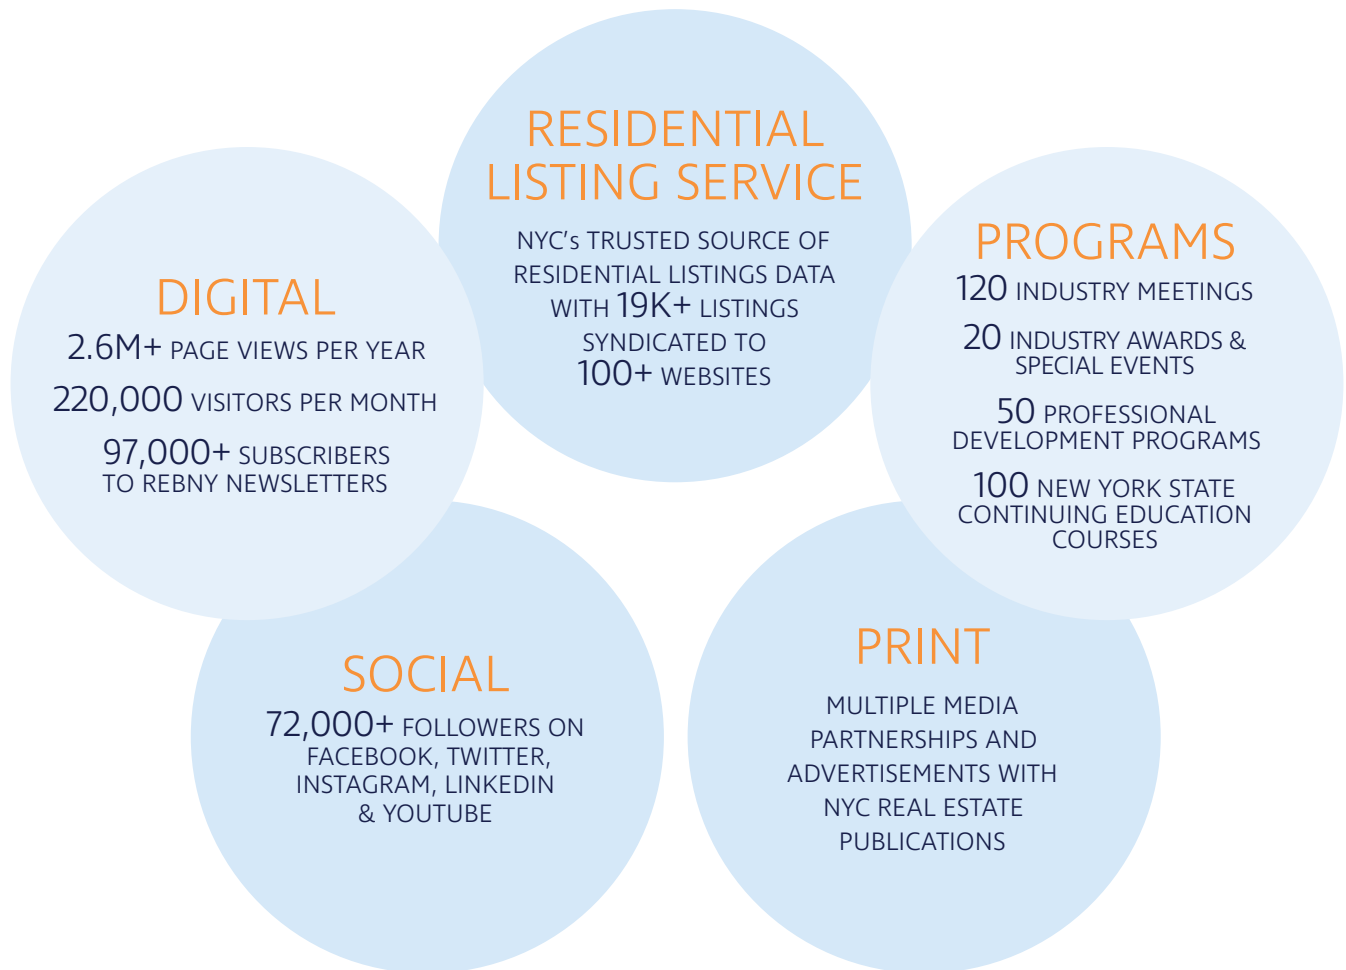 RESIDENTIAL
LISTING SERVICE
NYC's TRUSTED SOURCE OF
RESIDENTIAL LISTINGS DATA
WITH 19K+ LISTINGS
SYNDICATED TO
100+ WEBSITES
DIGITAL
2.6M+ PAGE VIEWS PER YEAR
220,000 VISITORS PER MONTH
97,000+ SUBSCRIBERS
TO REBNY NEWSLETTERS
PROGRAMS
120 INDUSTRY MEETINGS
20 INDUSTRY AWARDS &
SPECIAL EVENTS
50 PROFESSIONAL
DEVELOPMENT PROGRAMS
100 NEW YORK STATE
CONTINUING EDUCATION
COURSES
SOCIAL
72,000+ FOLLOWERS ON
FACEBOOK, TWITTER,
INSTAGRAM, LINKEDIN
& YOUTUBE
PRINT
MULTIPLE MEDIA
PARTNERSHIPS AND
ADVERTISEMENTS WITH
NYC REAL ESTATE
PUBLICATIONS